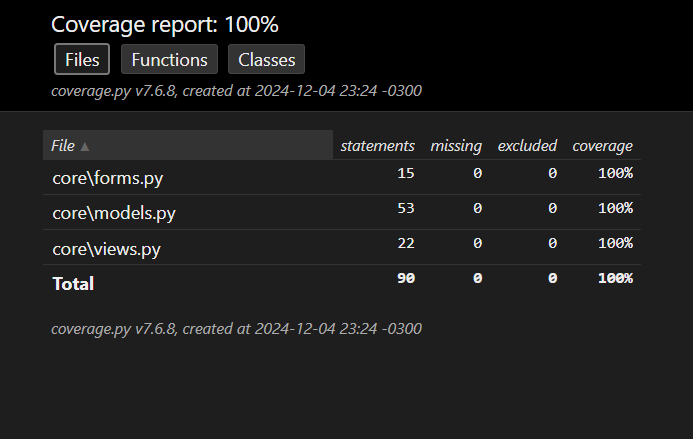 Coverage report: 100%
Files Functions Classes
coverage.py v7.6.8, created at 2024-12-04 23:24 -0300
File ▲ statements missing excluded coverage
core\forms.py 15 0 0 100%
core\models.py 53 0 0 100%
core\views.py 22 0 0 100%
Total 90 0 0 100%
coverage.py v7.6.8, created at 2024-12-04 23:24 -0300